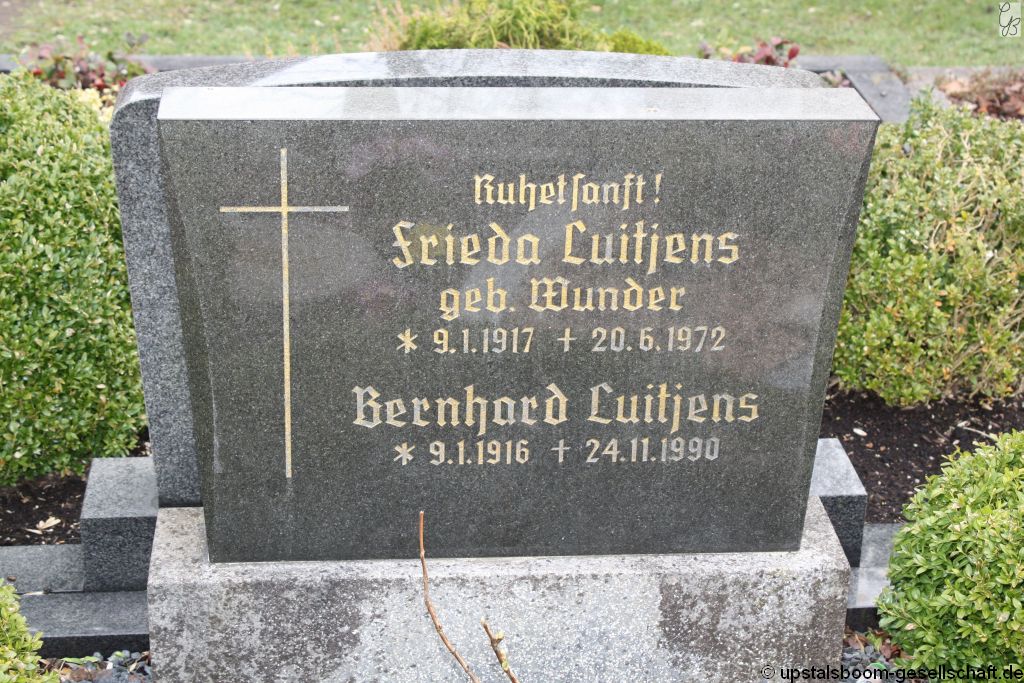 Ruhet sanft!
Frieda Luitjens
geb. Wunder
* 9.1.1917 + 20.6.1972
Bernhard Luitjens
* 9.1.1916 + 24.11.1990
© upstalsboom-gesellschaft.de